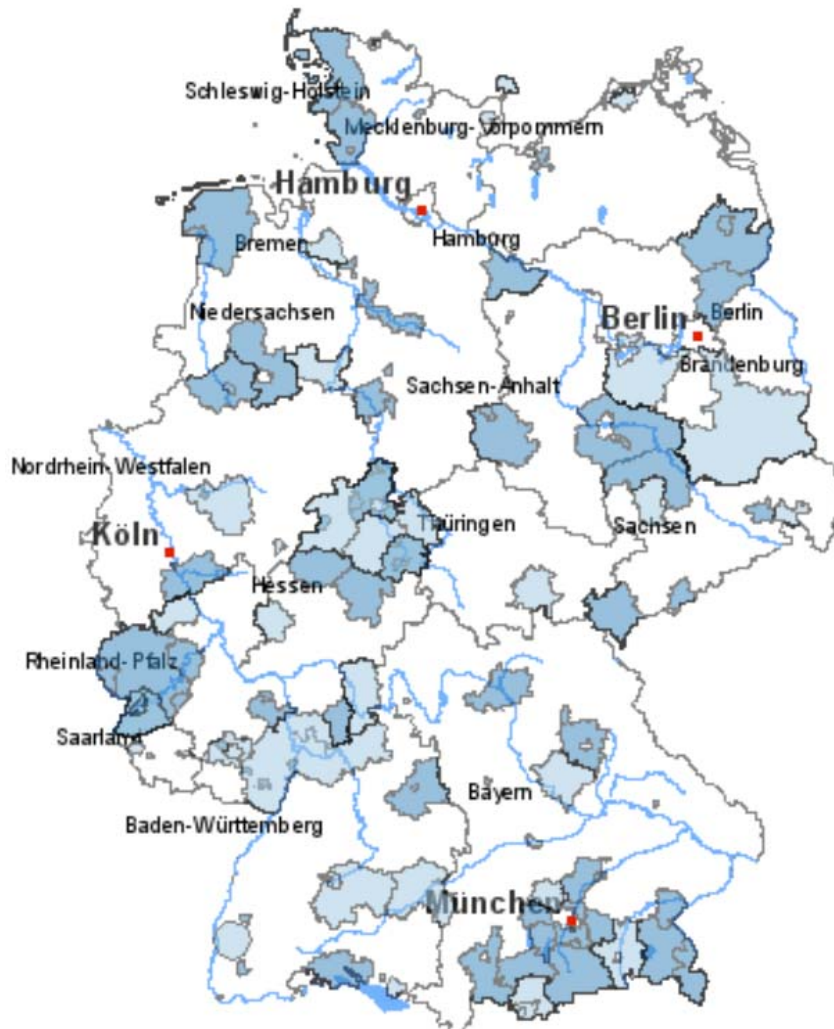 Schleswig-Holstein
Mecklenburg-Vorpommern
Hamburg
Hamburg
Bremen
Niedersachsen
Berlin
Berlin
Brandenburg
Sachsen-Anhalt
Nordrhein-Westfalen
Köln
Thüringen
Sachsen
Hessen
Rheinland-Pfalz
Saarland
Bayern
Baden-Württemberg
München